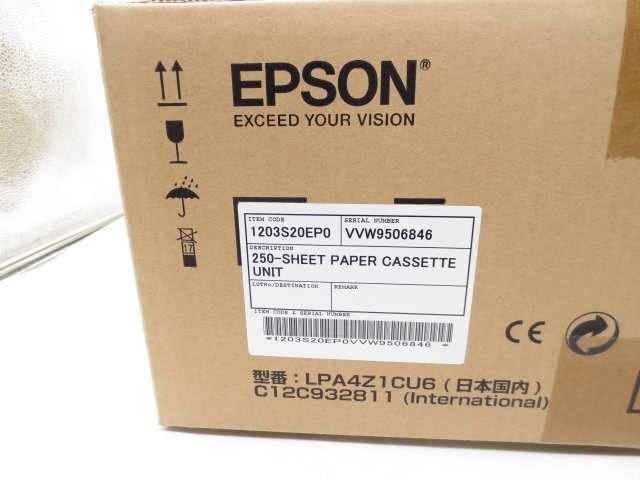 EPSON®
EXCEED YOUR VISION
ITEM CODE
SERIAL NUMBER
1203S20EP0
VVW9506846
DESCRIPTION
250-SHEET PAPER CASSETTE
UNIT
LOTNo/DESTINATION
REMARK
ITEM CODE & SERIAL NUMBER
*1203S20EP0VVW9506846*
17
型番：LPA4Z1CU6 (日本国内)
C12C932811 (International)
CE